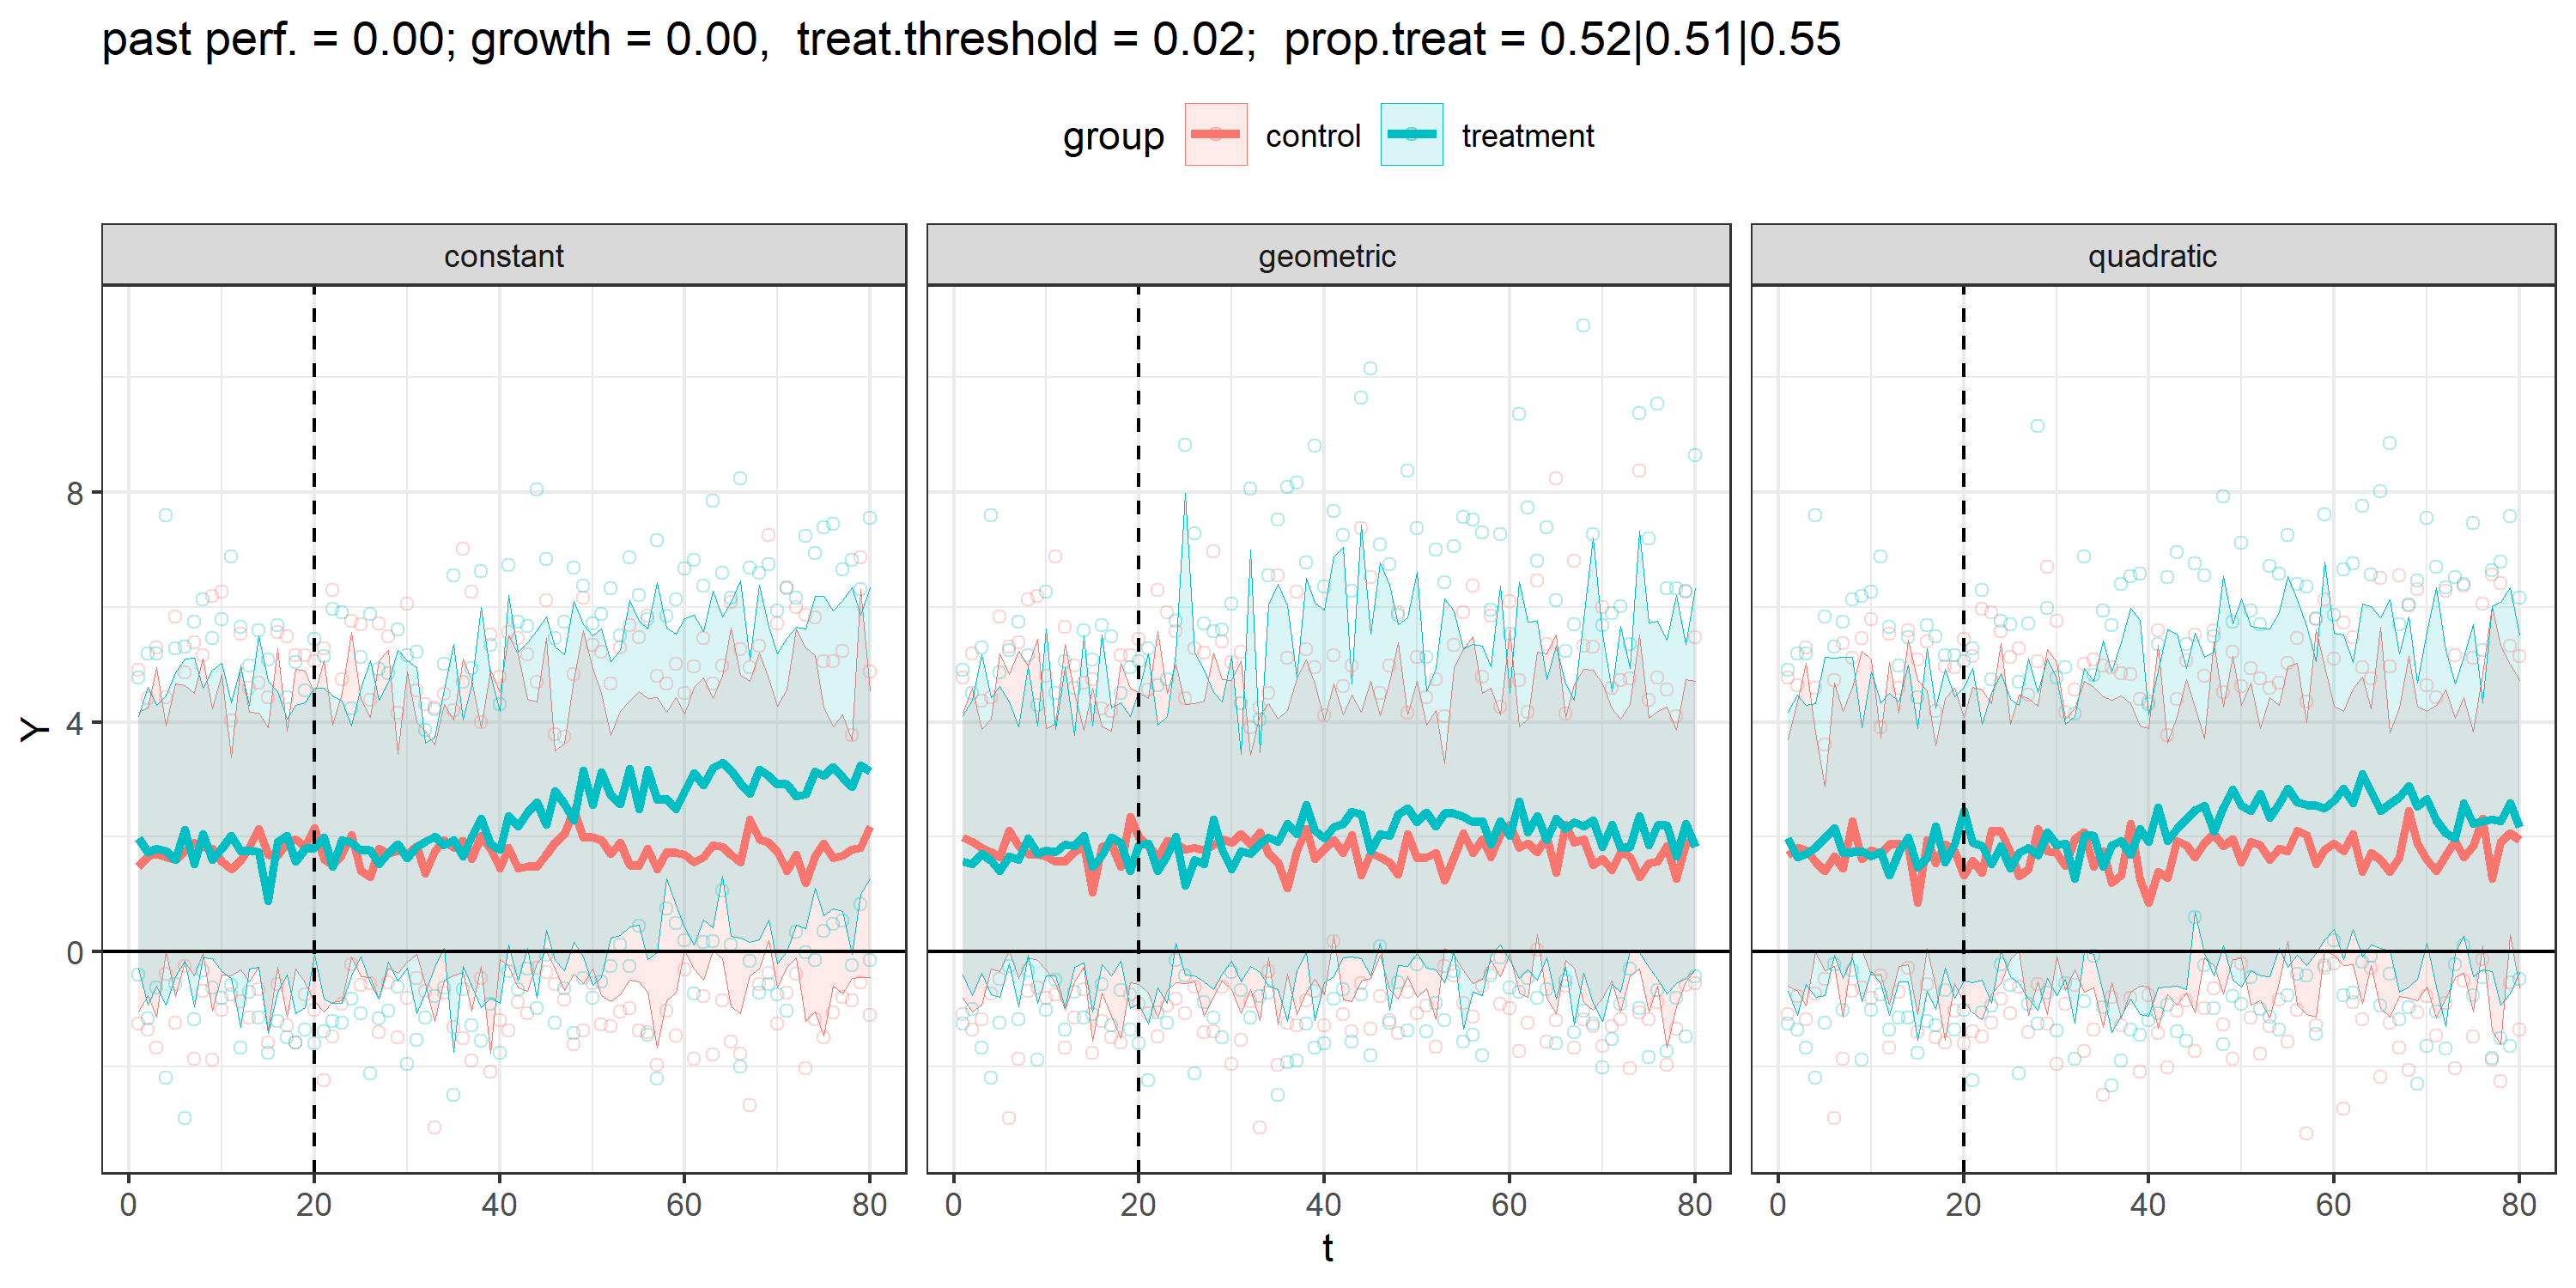 past perf. = 0.00; growth = 0.00,  treat.threshold = 0.02;  prop.treat = 0.52|0.51|0.55
group control treatment
constant geometric quadratic
8
4
0
Y
0 20 40 60 80 0 20 40 60 80 0 20 40 60 80
t